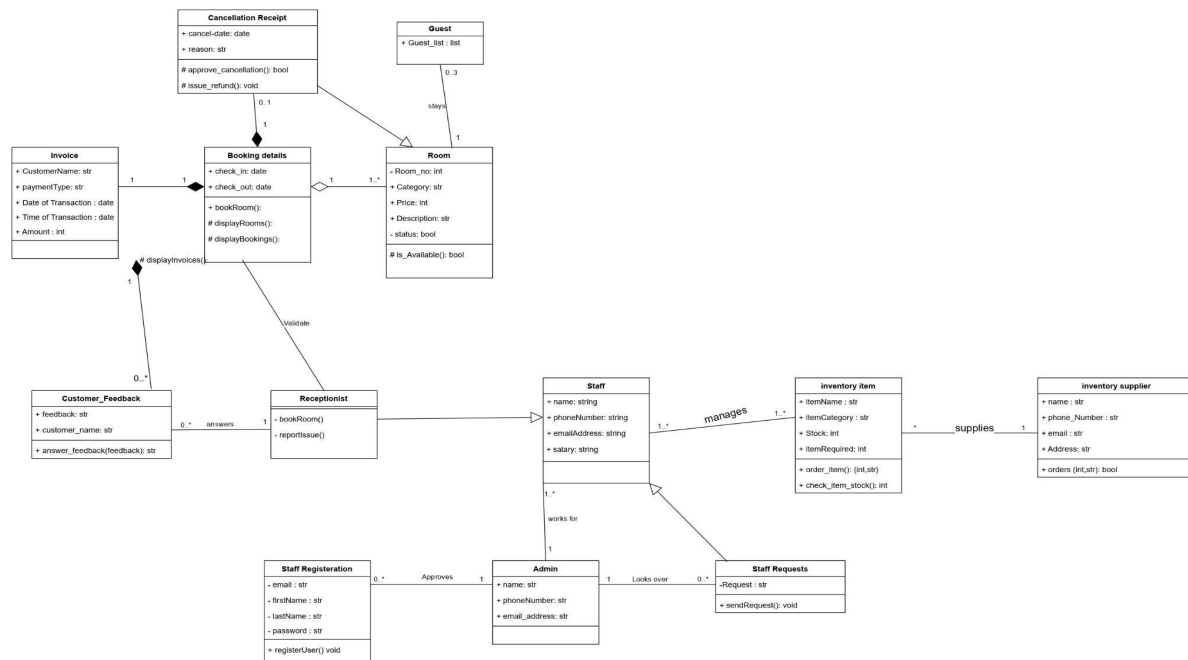 Cancellation Receipt
+ cancel-date: date
+ reason: str
# approve_cancellation(): bool
# issue_refund(): void
Guest
+ Guest_list : list
0..3
stays
1
0..1
1
Invoice
+ CustomerName: str
+ paymentType: str
+ Date of Transaction : date
+ Time of Transaction : date
+ Amount : int
1
1
Booking details
+ check_in: date
+ check_out: date
+ bookRoom():
# displayRooms():
# displayBookings():
# displayInvoices():
1
1..*
Room
- Room_no: int
+ Category: str
+ Price: int
+ Description: str
- status: bool
# Is_Available(): bool
1
0..*
Validate
Customer_Feedback
+ feedback: str
+ customer_name: str
+ answer_feedback(feedback): str
0..*
answers
1
Receptionist
- bookRoom()
- reportIssue()
Staff
+ name: string
+ phoneNumber: string
+ emailAddress: string
+ salary: string
1..*
manages
1..*
inventory item
+ itemName : str
+ itemCategory : str
+ Stock: int
+ itemRequired: int
+ order_item(): {int,str}
+ check_item_stock(): int
*
supplies
1
inventory supplier
+ name : str
+ phone_Number : str
+ email : str
+ Address: str
+ orders (int,str): bool
1..*
works for
1
Staff Registeration
- email : str
- firstName : str
- lastName : str
- password : str
+ registerUser() void
0..*
Approves
1
Admin
+ name: str
+ phoneNumber: str
+ email_address: str
1
Looks over
0..*
Staff Requests
-Request : str
+ sendRequest(): void